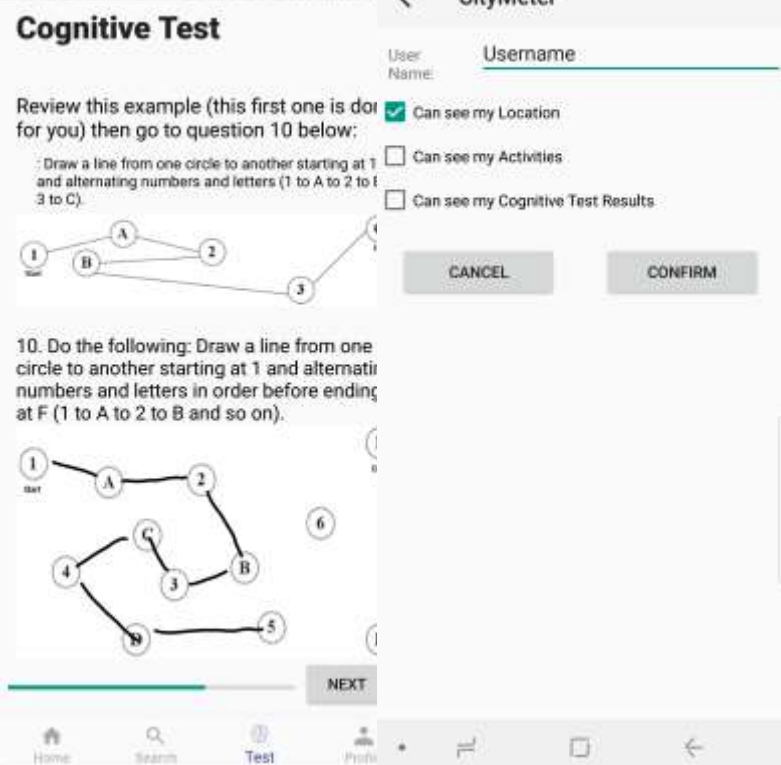 Cognitive Test
Review this example (this first one is
for you) then go to question 10 below:
: Draw a line from one circle to another starting at 1
and alternating numbers and letters (1 to A to 2 to
3 to C).
A
1
B
2
3
10. Do the following: Draw a line from one
circle to another starting at 1 and
numbers and letters in order before ending
at F (1 to A to 2 to B and so on).
1
A
2
6
C
4
3
B
D
5
NEXT
Home
Search
Test
User
Name:
Username
Can see my Location
Can see my Activities
Can see my Cognitive Test Results
CANCEL
CONFIRM